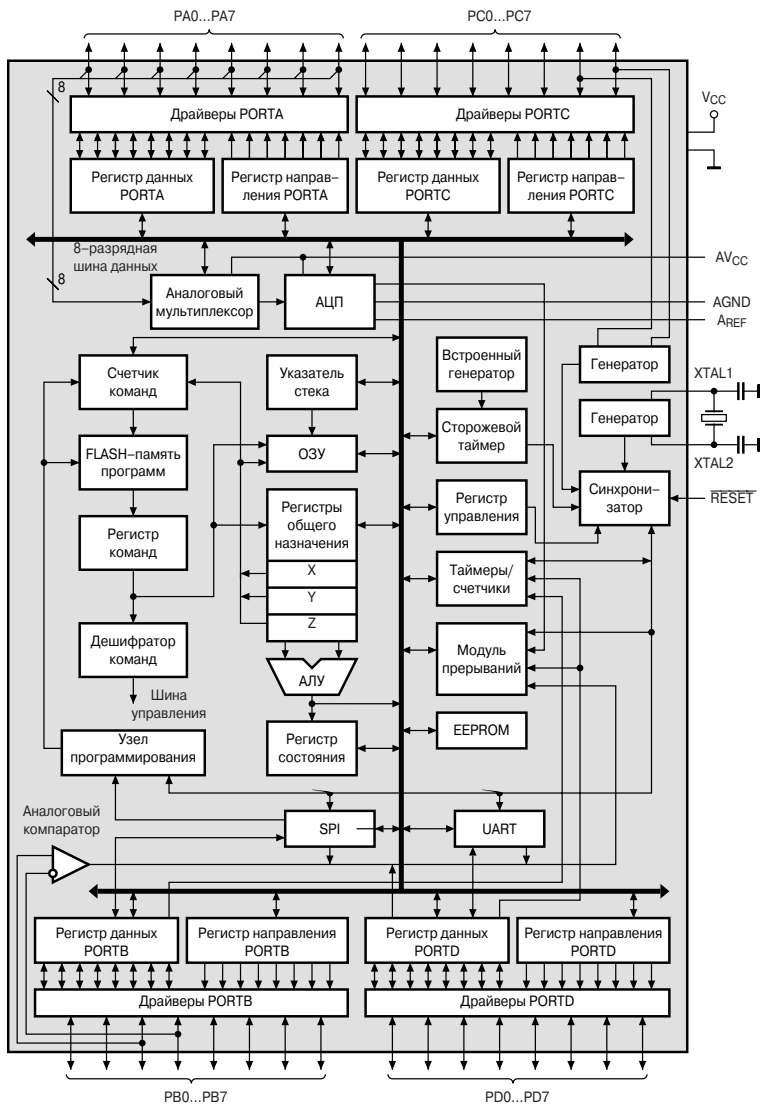 PA0...PA7
PC0...PC7
8
Драйверы PORTA
Драйверы PORTC
VCC
Регистр данных
PORTA
Регистр направ–
ления PORTA
Регистр данных
PORTC
Регистр направ–
ления PORTC
8–разрядная
шина данных
8
Аналоговый
мультиплексор
АЦП
AVCC
AGND
AREF
Счетчик
команд
Указатель
стека
Встроенный
генератор
Генератор
XTAL1
Генератор
FLASH–память
программ
ОЗУ
Сторожевой
таймер
XTAL2
Регистр
команд
Регистры
общего
назначения
Регистр
управления
Синхрони–
затор
RESET
X
Y
Z
Таймеры/
счетчики
Дешифратор
команд
АЛУ
Модуль
прерываний
Шина
управления
Узел
программирования
Регистр
состояния
EEPROM
Аналоговый
компаратор
SPI
UART
Регистр данных
PORTB
Регистр направления
PORTB
Регистр данных
PORTD
Регистр направления
PORTD
Драйверы PORTB
Драйверы PORTD
PB0...PB7
PD0...PD7